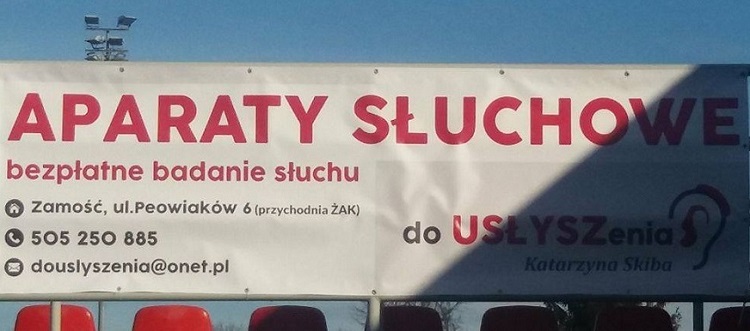 APARATY SŁUCHOWE
bezpłatne badanie słuchu
Zamość, ul.Peowiaków 6 (przychodnia ŻAK)
505 250 885
douslyszenia@onet.pl
do USŁYSZenia
Katarzyna Skiba